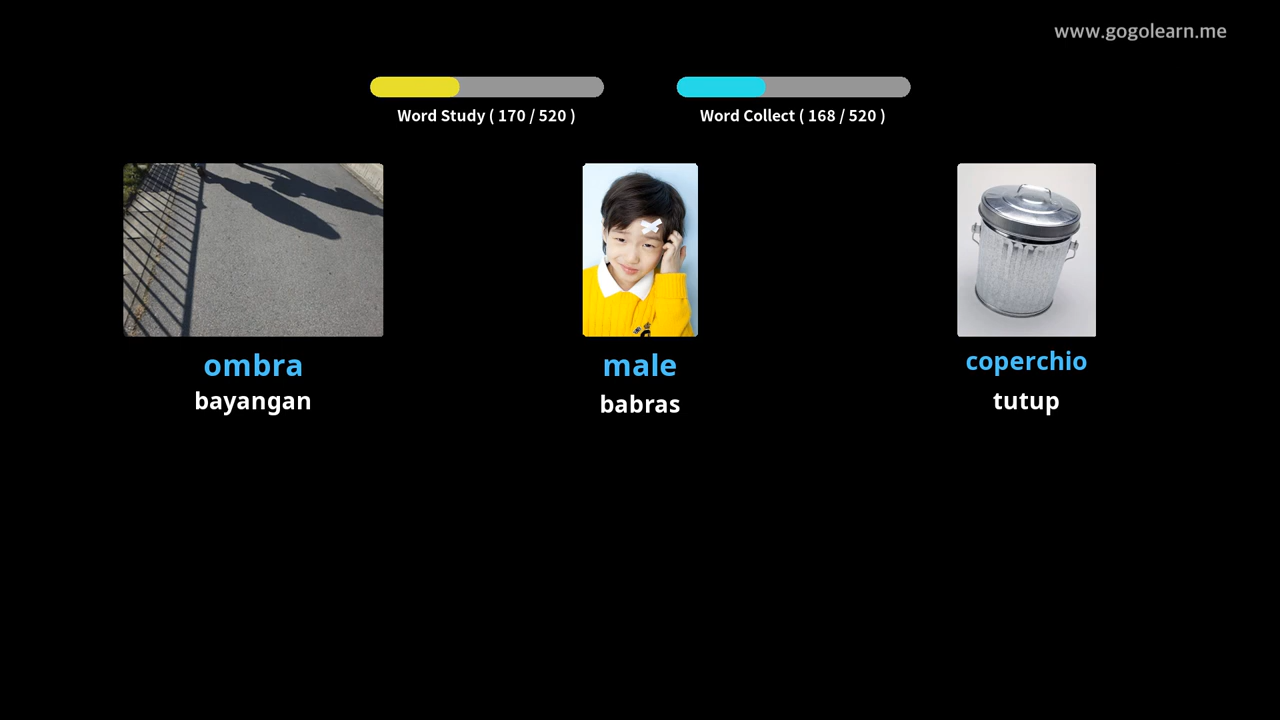 www.gogolearn.me
Word Study ( 170 / 520 )
Word Collect ( 168 / 520 )
ombra
male
coperchio
bayangan
babras
tutup